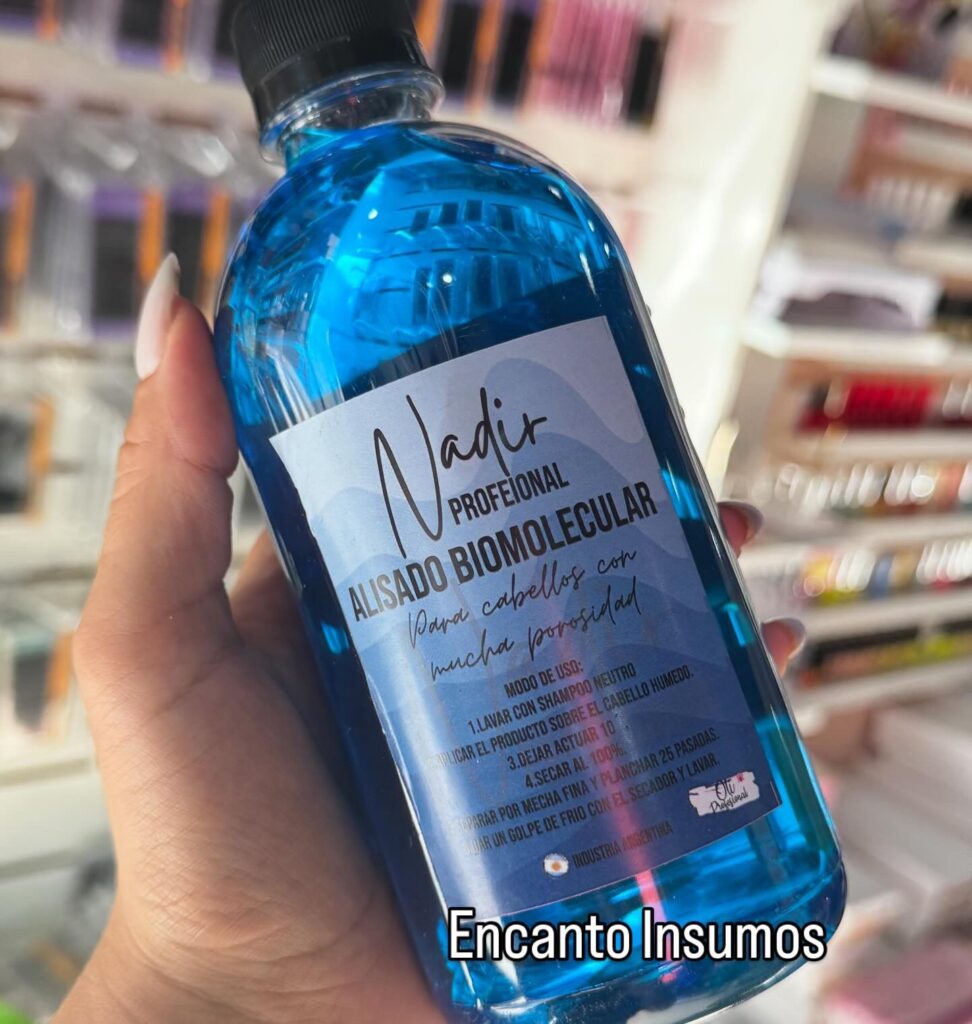 Nadir
PROFEIONAL
ALISADO BIOMOLECULAR
Para cabellos con
mucha porosidad
MODO DE USO:
1.LAVAR CON SHAMPOO NEUTRO
EL PRODUCTO SOBRE EL CABELLO HUMEDO.
3.DEJAR ACTUAR 10
4.SECAR AL 100%.
POR MECHA FINA Y PLANCHAR 25 PASADAS.
UN GOLPE DE FRIO CON EL SECADOR Y LAVAR.
Oti
Profesional
INDUSTRIA ARGENTINA
Encanto Insumos